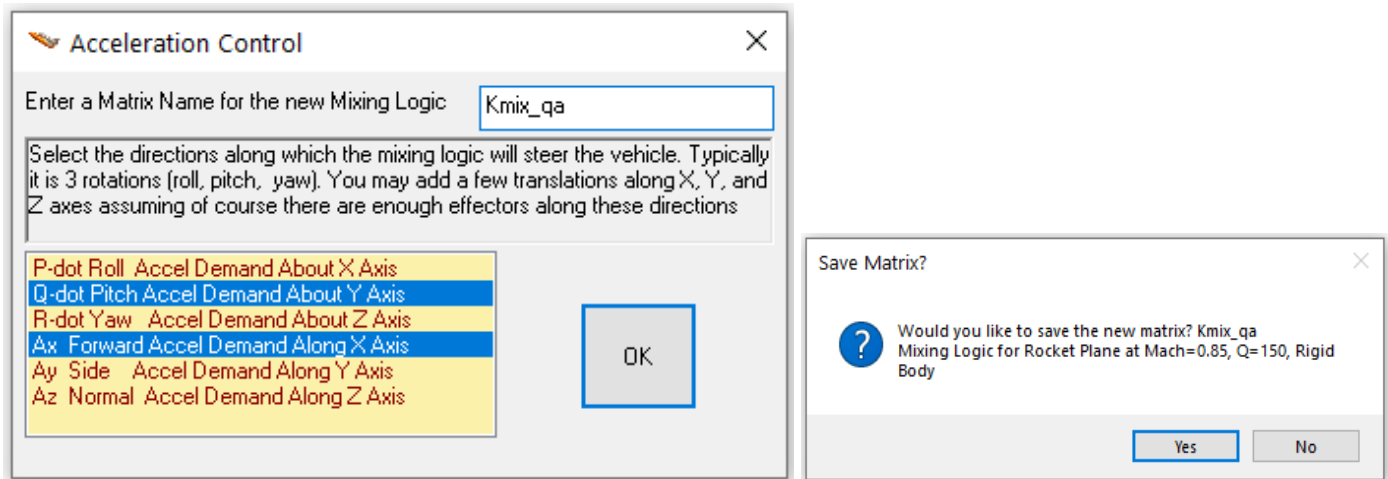 Acceleration Control
Enter a Matrix Name for the new Mixing Logic
Kmix_qa
Select the directions along which the mixing logic will steer the vehicle. Typically
it is 3 rotations (roll, pitch,  yaw). You may add a few translations along X, Y, and
Z axes assuming of course there are enough effectors along these directions
P-dot Roll  Accel Demand About X Axis
Q-dot Pitch Accel Demand About Y Axis
R-dot Yaw   Accel Demand About Z Axis
Ax  Forward Accel Demand Along X Axis
Ay  Side    Accel Demand Along Y Axis
Az  Normal  Accel Demand Along Z Axis
OK
Save Matrix?
Would you like to save the new matrix? Kmix_qa
Mixing Logic for Rocket Plane at Mach=0.85, Q=150, Rigid
Body
Yes
No